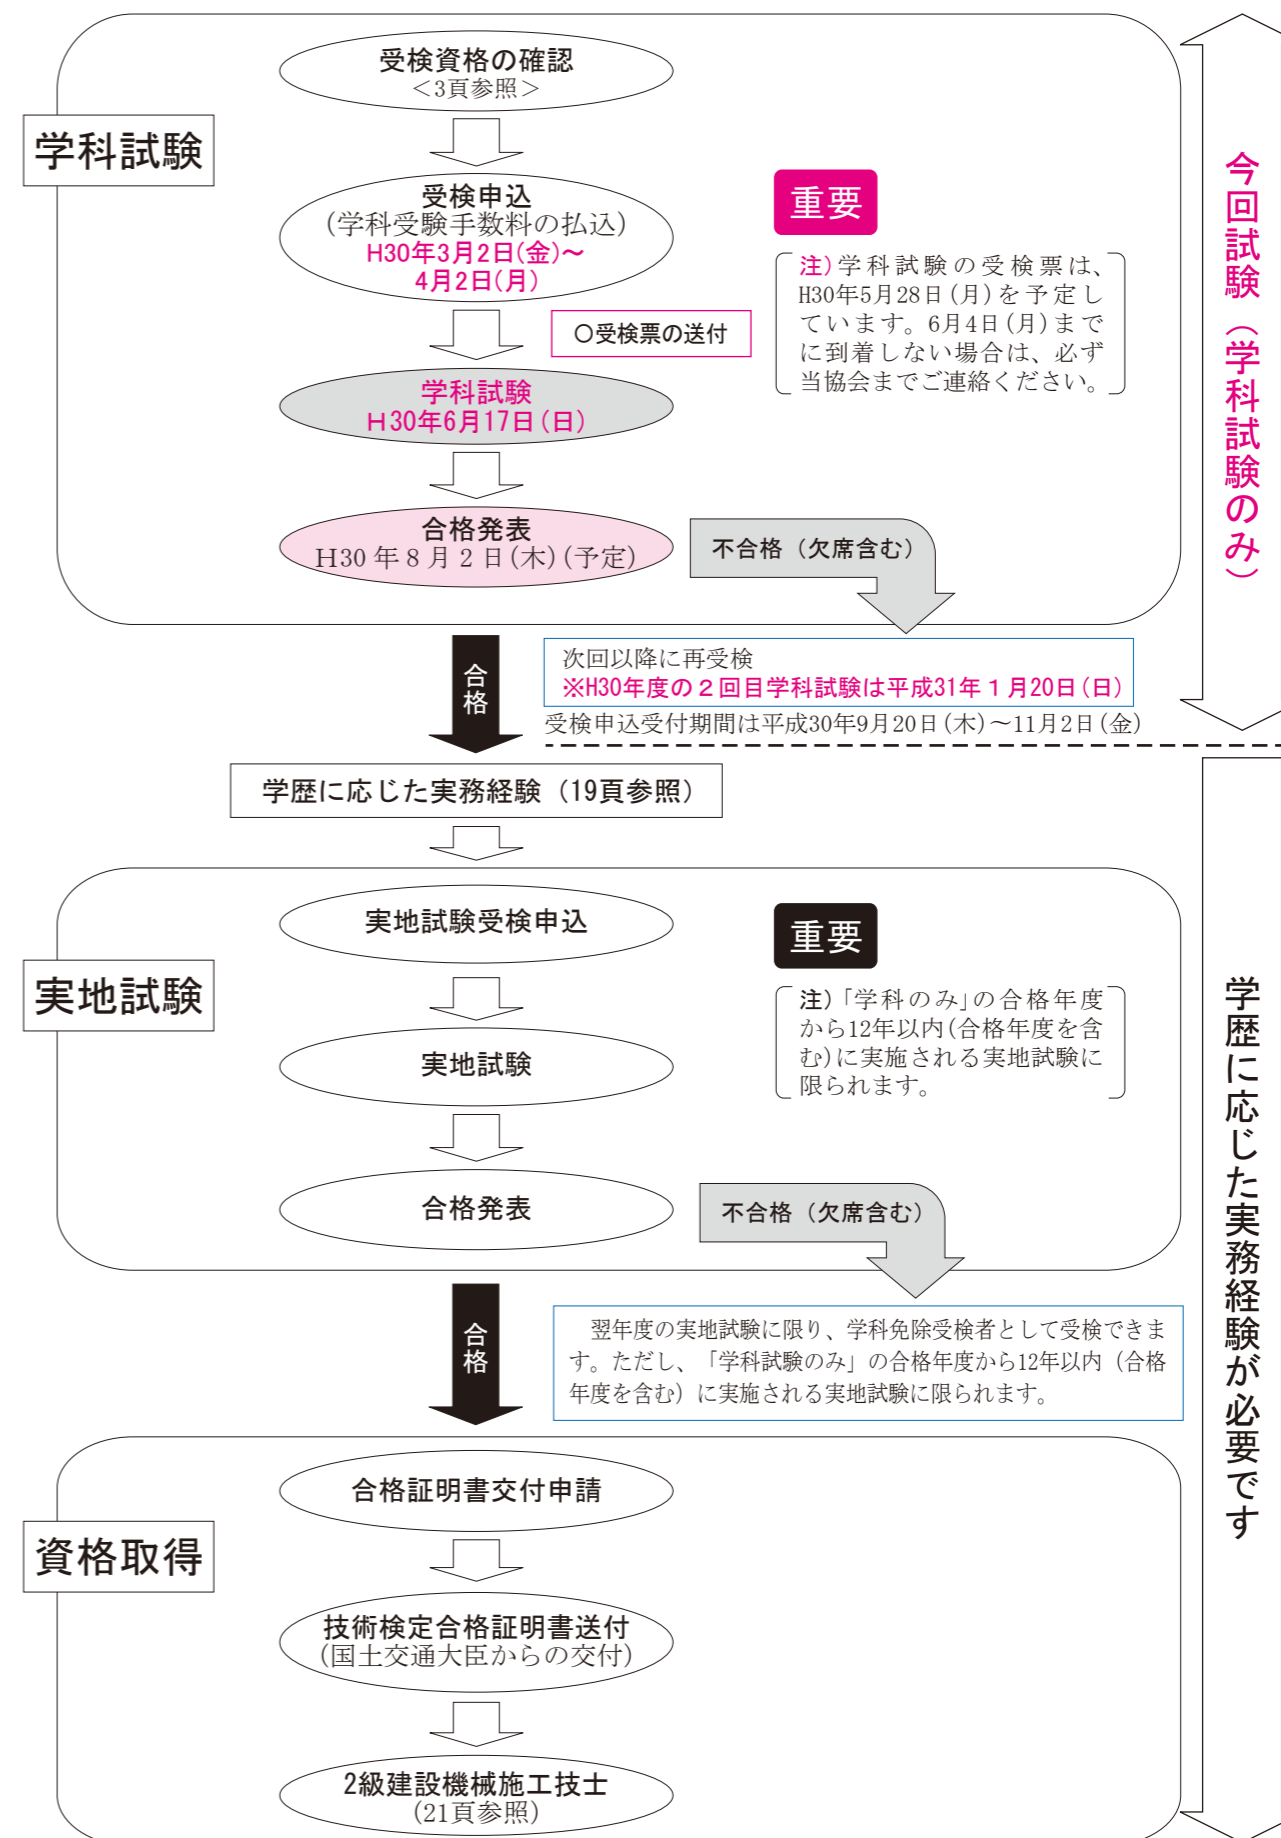 受検資格の確認
＜3頁参照＞
学科試験
受検申込
(学科受験手数料の払込)
H30年3月2日(金)～
4月2日(月)
重要
注)学科試験の受検票は、
H30年5月28日(月)を予定し
ています。6月4日(月)まで
に到着しない場合は、必ず
当協会までご連絡ください。
○受検票の送付
学科試験
H30年6月17日(日)
合格発表
H30年8月2日(木)(予定)
不合格（欠席含む）
今回試験（学科試験のみ）
合格
次回以降に再受検
※H30年度の２回目学科試験は平成31年１月20日(日)
受検申込受付期間は平成30年9月20日(木)～11月2日(金)
学歴に応じた実務経験（19頁参照）
実地試験
実地試験受検申込
重要
注)「学科のみ」の合格年度
から12年以内(合格年度を含
む)に実施される実地試験に
限られます。
実地試験
合格発表
不合格（欠席含む）
学歴に応じた実務経験が必要です
合格
翌年度の実地試験に限り、学科免除受検者として受検できま
す。ただし、「学科試験のみ」の合格年度から12年以内（合格
年度を含む）に実施される実地試験に限られます。
資格取得
合格証明書交付申請
技術検定合格証明書送付
(国土交通大臣からの交付)
2級建設機械施工技士
(21頁参照)